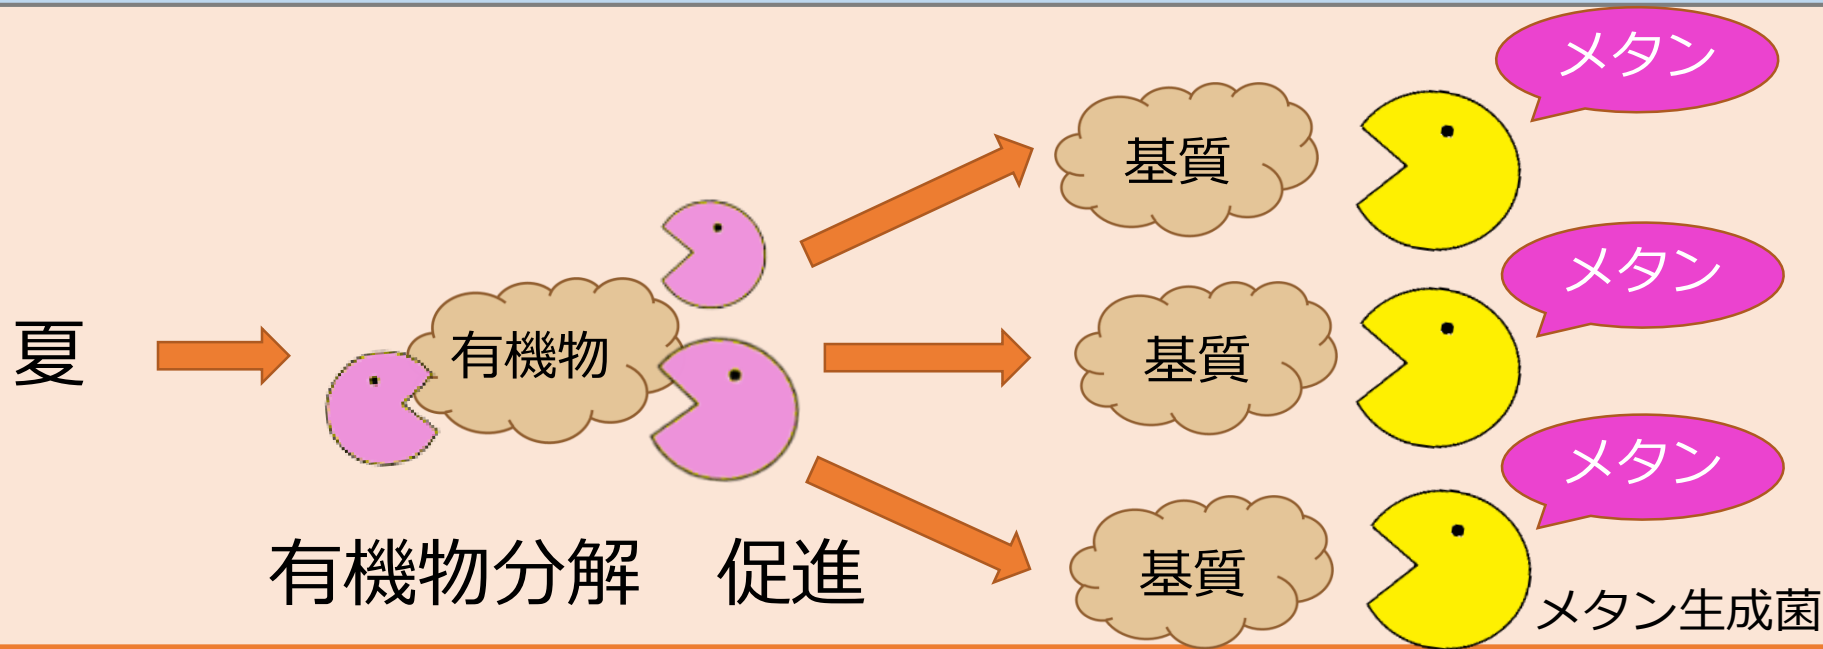 メタン
基質
メタン
夏
有機物
基質
メタン
有機物分解 促進
基質
メタン生成菌